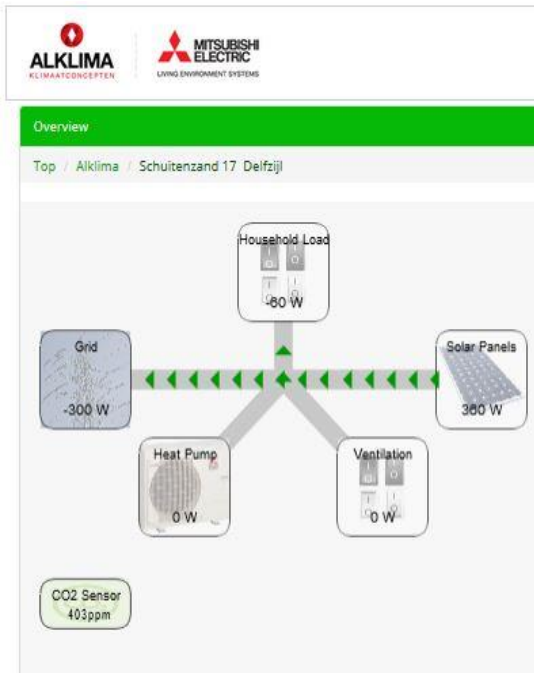 ALKLIMA
KLIMAATCONCEPTEN
MITSUBISHI
ELECTRIC
LIVING ENVIRONMENT SYSTEMS
Overview
Top / Alklima / Schuitenzand 17 Delfzijl
Household Load
-60 W
Grid
-300 W
Solar Panels
360 W
Heat Pump
0 W
Ventilation
0 W
CO2 Sensor
403ppm